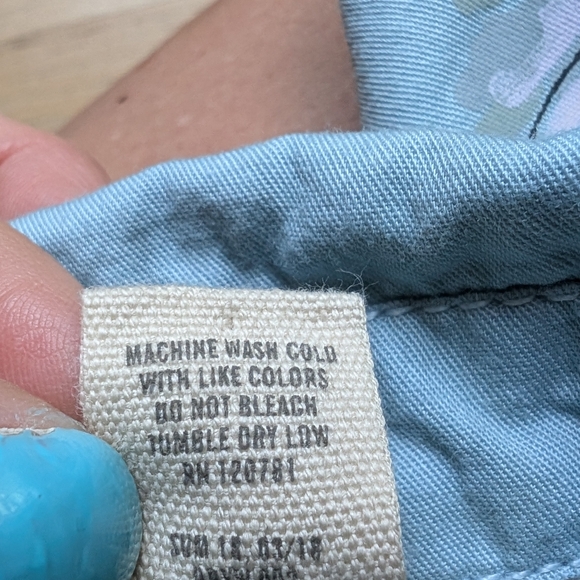 MACHINE WASH COLD
WITH LIKE COLORS
DO NOT BLEACH
TUMBLE DRY LOW
RN 120781
SUM 18 03/18